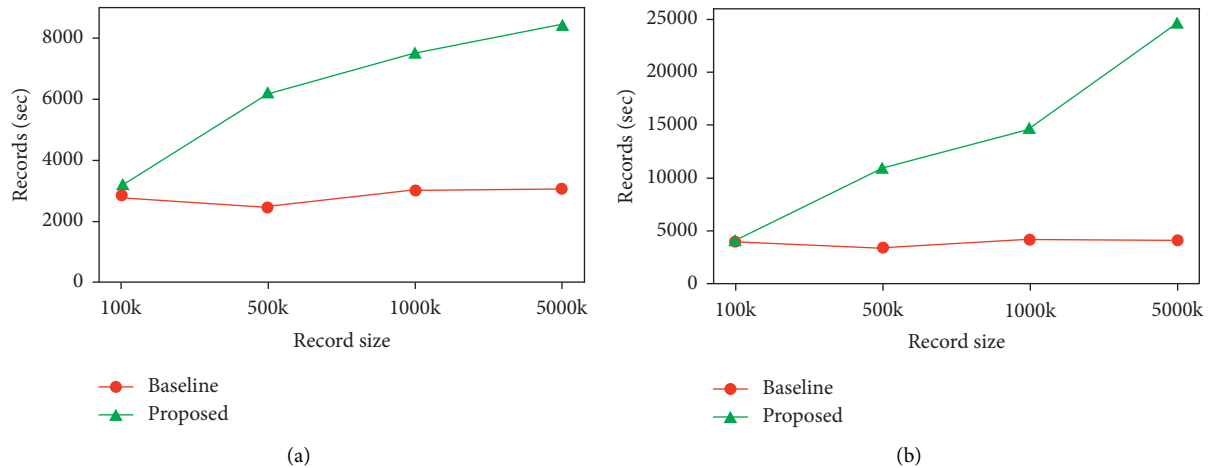 8000
6000
4000
2000
0
Records (sec)
100k 500k 1000k 5000k
Record size
Baseline
Proposed
(a)
25000
20000
15000
10000
5000
0
Records (sec)
100k 500k 1000k 5000k
Record size
Baseline
Proposed
(b)